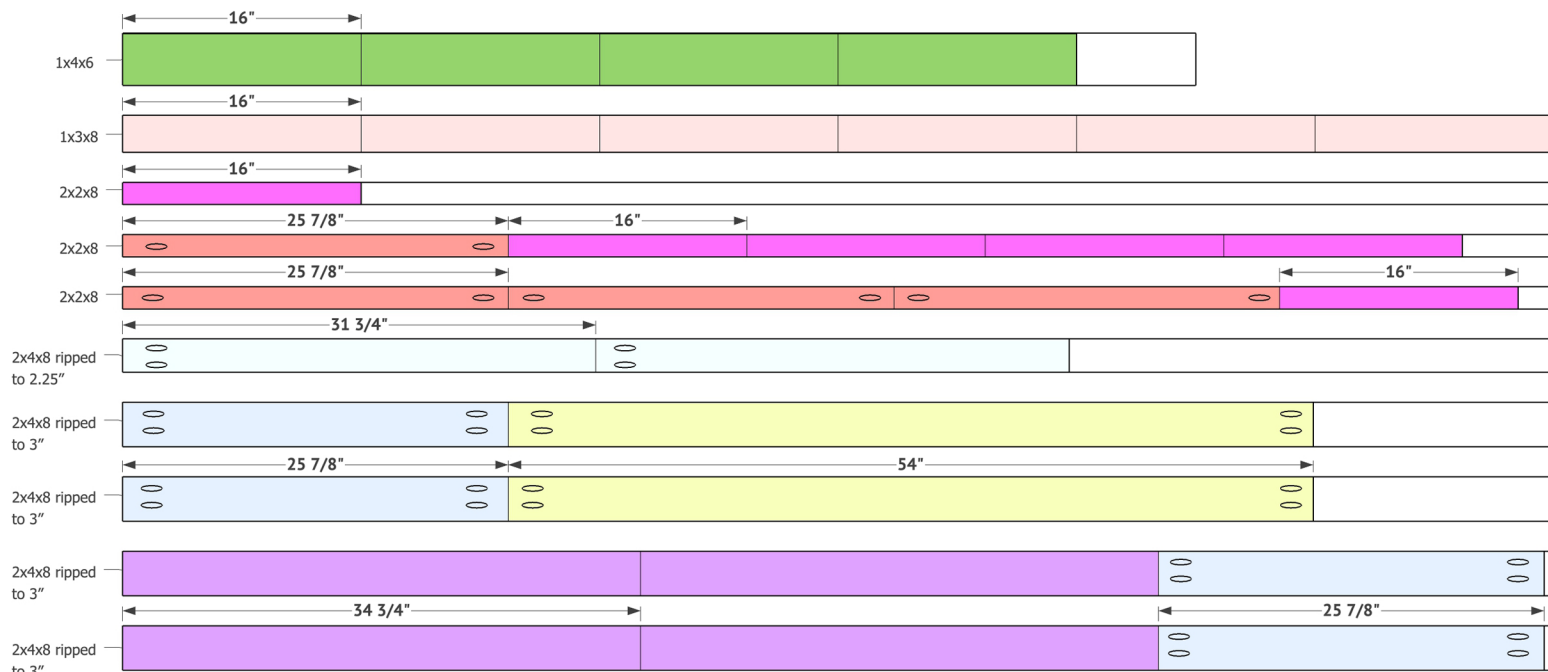 16"
1x4x6
16"
1x3x8
16"
2x2x8
25 7/8" 16"
2x2x8
25 7/8" 16"
2x2x8
31 3/4"
2x4x8 ripped
to 2.25”
2x4x8 ripped
to 3”
25 7/8" 54"
2x4x8 ripped
to 3”
2x4x8 ripped
to 3”
34 3/4" 25 7/8"
2x4x8 ripped
to 3”